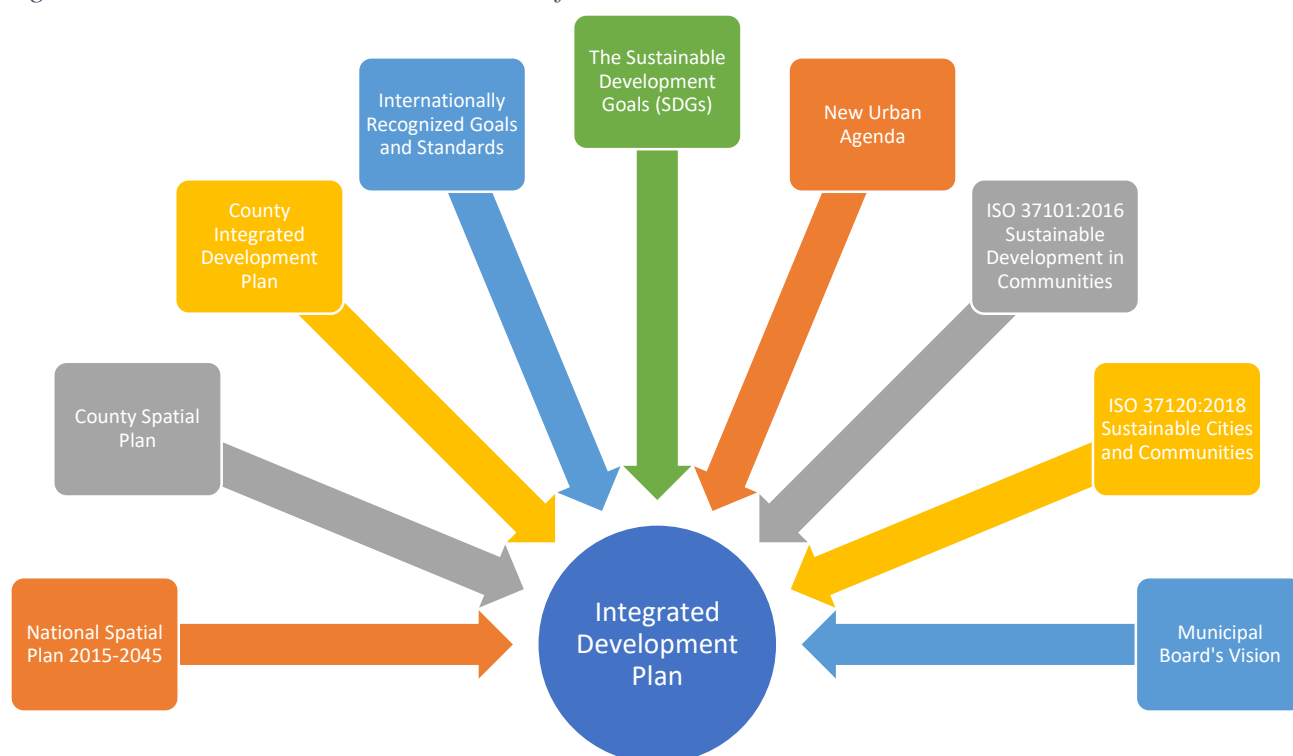 The Sustainable
Development
Goals (SDGs)
Internationally
Recognized Goals
and Standards
New Urban
Agenda
County
Integrated
Development
Plan
ISO 37101:2016
Sustainable
Development in
Communities
County Spatial
Plan
ISO 37120:2018
Sustainable Cities
and Communities
National Spatial
Plan 2015-2045
Integrated
Development
Plan
Municipal
Board's Vision